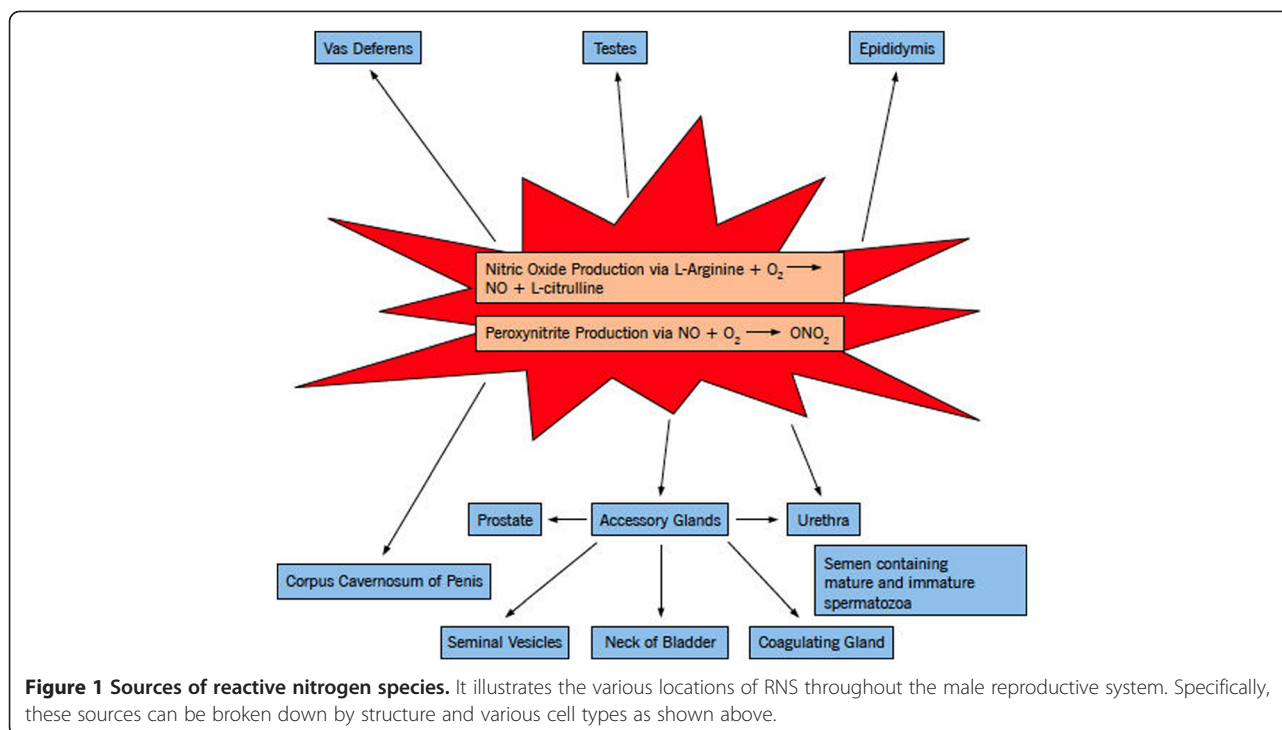 Vas Deferens
Testes
Epididymis
Nitric Oxide Production via L-Arginine + O₂ ⟶
NO + L-citrulline
Peroxynitrite Production via NO + O₂ ⟶ ONO₂
Prostate
Accessory Glands
Urethra
Corpus Cavernosum of Penis
Semen containing
mature and immature
spermatozoa
Seminal Vesicles
Neck of Bladder
Coagulating Gland
Figure 1 Sources of reactive nitrogen species. It illustrates the various locations of RNS throughout the male reproductive system. Specifically,
these sources can be broken down by structure and various cell types as shown above.